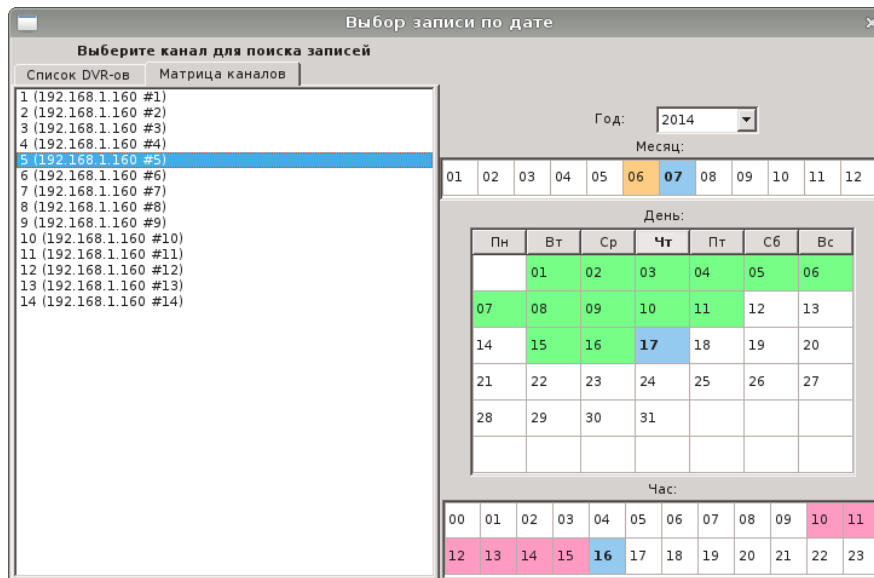 Выбор записи по дате
Выберите канал для поиска записей
Список DVR-ов Матрица каналов
1 (192.168.1.160 #1)
2 (192.168.1.160 #2)
3 (192.168.1.160 #3)
4 (192.168.1.160 #4)
5 (192.168.1.160 #5)
6 (192.168.1.160 #6)
7 (192.168.1.160 #7)
8 (192.168.1.160 #8)
9 (192.168.1.160 #9)
10 (192.168.1.160 #10)
11 (192.168.1.160 #11)
12 (192.168.1.160 #12)
13 (192.168.1.160 #13)
14 (192.168.1.160 #14)
Год: 2014
Месяц:
01 02 03 04 05 06 07 08 09 10 11 12
День:
Пн Вт Ср Чт Пт Сб Вс
01 02 03 04 05 06
07 08 09 10 11 12 13
14 15 16 17 18 19 20
21 22 23 24 25 26 27
28 29 30 31
Час:
00 01 02 03 04 05 06 07 08 09 10 11
12 13 14 15 16 17 18 19 20 21 22 23